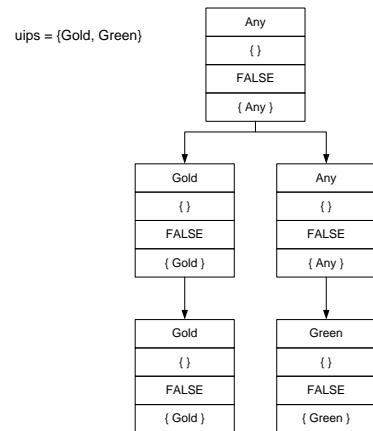 uips = {Gold, Green}
Any
{ }
FALSE
{ Any }
Gold
{ }
FALSE
{ Gold }
Any
{ }
FALSE
{ Any }
Gold
{ }
FALSE
{ Gold }
Green
{ }
FALSE
{ Green }